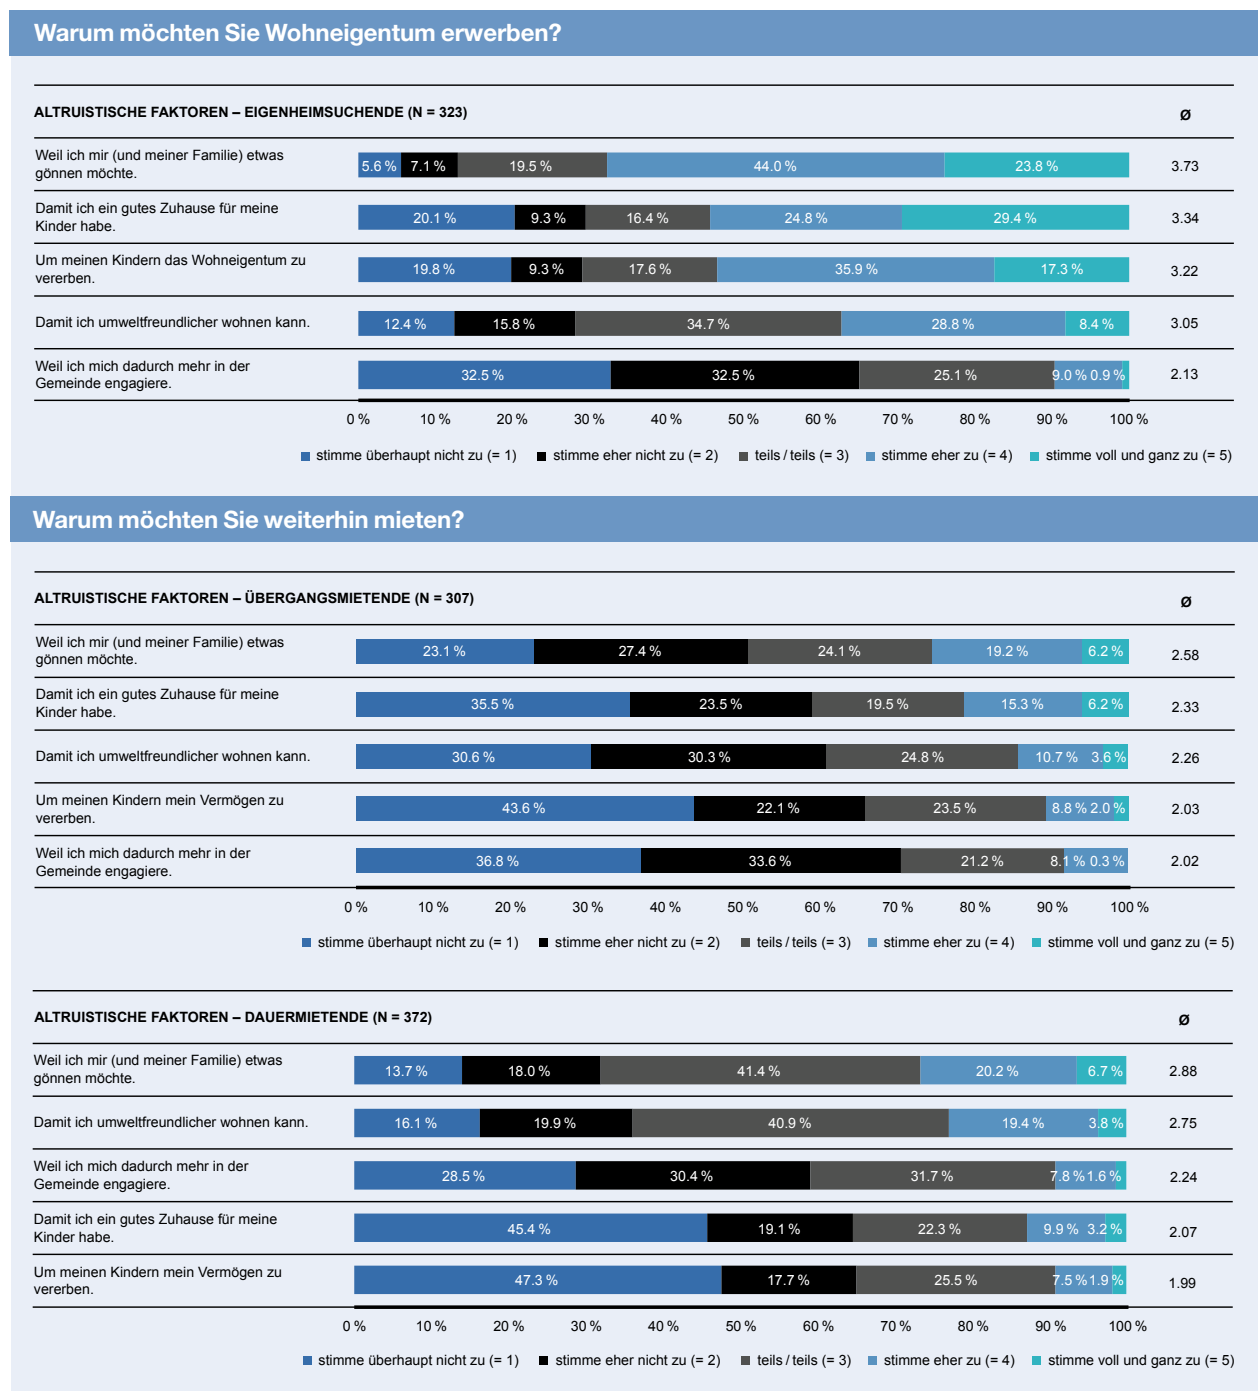 Warum möchten Sie Wohneigentum erwerben?
ALTRUISTISCHE FAKTOREN – EIGENHEIMSUCHENDE (N = 323) Ø
Weil ich mir (und meiner Familie) etwas
gönnen möchte.
5.6 % 7.1 % 19.5 % 44.0 % 23.8 % 3.73
Damit ich ein gutes Zuhause für meine
Kinder habe.
20.1 % 9.3 % 16.4 % 24.8 % 29.4 % 3.34
Um meinen Kindern das Wohneigentum zu
vererben.
19.8 % 9.3 % 17.6 % 35.9 % 17.3 % 3.22
Damit ich umweltfreundlicher wohnen kann. 12.4 % 15.8 % 34.7 % 28.8 % 8.4 % 3.05
Weil ich mich dadurch mehr in der
Gemeinde engagiere.
32.5 % 32.5 % 25.1 % 9.0 % 0.9 % 2.13
0 % 10 % 20 % 30 % 40 % 50 % 60 % 70 % 80 % 90 % 100 %
stimme überhaupt nicht zu (= 1) stimme eher nicht zu (= 2) teils / teils (= 3) stimme eher zu (= 4) stimme voll und ganz zu (= 5)
Warum möchten Sie weiterhin mieten?
ALTRUISTISCHE FAKTOREN – ÜBERGANGSMIETENDE (N = 307) Ø
Weil ich mir (und meiner Familie) etwas
gönnen möchte.
23.1 % 27.4 % 24.1 % 19.2 % 6.2 % 2.58
Damit ich ein gutes Zuhause für meine
Kinder habe.
35.5 % 23.5 % 19.5 % 15.3 % 6.2 % 2.33
Damit ich umweltfreundlicher wohnen kann. 30.6 % 30.3 % 24.8 % 10.7 % 3.6 % 2.26
Um meinen Kindern mein Vermögen zu
vererben.
43.6 % 22.1 % 23.5 % 8.8 % 2.0 % 2.03
Weil ich mich dadurch mehr in der
Gemeinde engagiere.
36.8 % 33.6 % 21.2 % 8.1 % 0.3 % 2.02
0 % 10 % 20 % 30 % 40 % 50 % 60 % 70 % 80 % 90 % 100 %
stimme überhaupt nicht zu (= 1) stimme eher nicht zu (= 2) teils / teils (= 3) stimme eher zu (= 4) stimme voll und ganz zu (= 5)
ALTRUISTISCHE FAKTOREN – DAUERMIETENDE (N = 372) Ø
Weil ich mir (und meiner Familie) etwas
gönnen möchte.
13.7 % 18.0 % 41.4 % 20.2 % 6.7 % 2.88
Damit ich umweltfreundlicher wohnen kann. 16.1 % 19.9 % 40.9 % 19.4 % 3.8 % 2.75
Weil ich mich dadurch mehr in der
Gemeinde engagiere.
28.5 % 30.4 % 31.7 % 7.8 % 1.6 % 2.24
Damit ich ein gutes Zuhause für meine
Kinder habe.
45.4 % 19.1 % 22.3 % 9.9 % 3.2 % 2.07
Um meinen Kindern mein Vermögen zu
vererben.
47.3 % 17.7 % 25.5 % 7.5 % 1.9 % 1.99
0 % 10 % 20 % 30 % 40 % 50 % 60 % 70 % 80 % 90 % 100 %
stimme überhaupt nicht zu (= 1) stimme eher nicht zu (= 2) teils / teils (= 3) stimme eher zu (= 4) stimme voll und ganz zu (= 5)